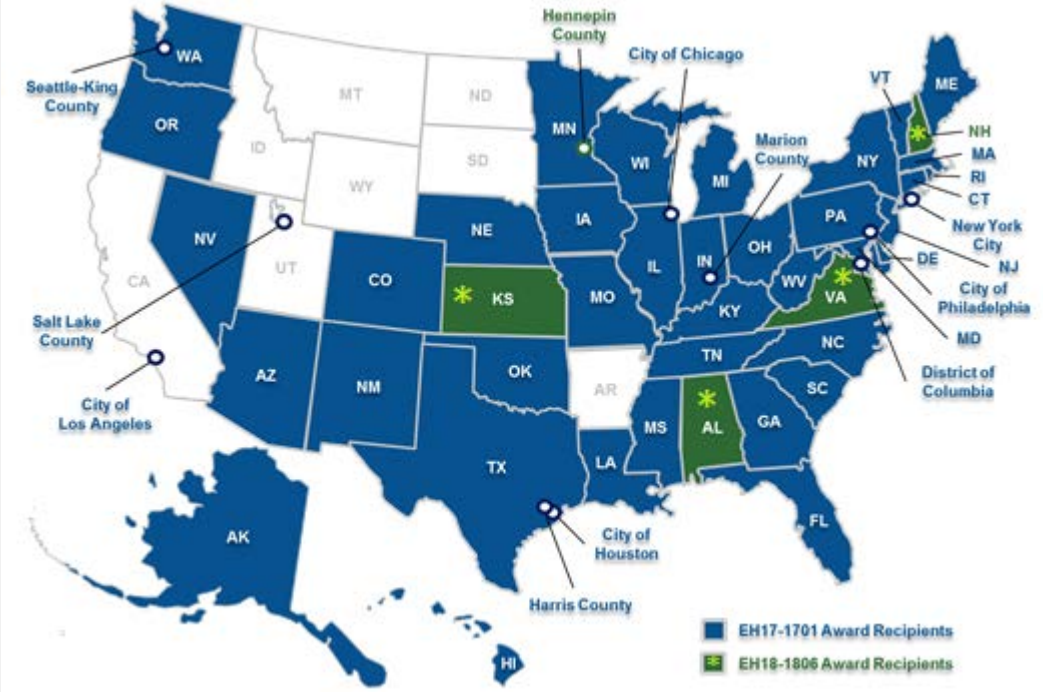 Hennepin
County
City of Chicago
WA
Seattle-King
County
VT
ME
MT
ND
OR
MN
Marion
County
NH
ID
WI
NY
MA
SD
MI
RI
WY
CT
IA
PA
New York
City
NE
NV
OH
UT
IL
IN
DE
NJ
CA
CO
WV
City of
Philadelphia
KS
MO
VA
KY
Salt Lake
County
MD
NC
TN
District of
Columbia
AZ
OK
NM
AR
SC
City of
Los Angeles
MS
AL
GA
TX
LA
FL
AK
City of
Houston
Harris County
EH17-1701 Award Recipients
HI
EH18-1806 Award Recipients